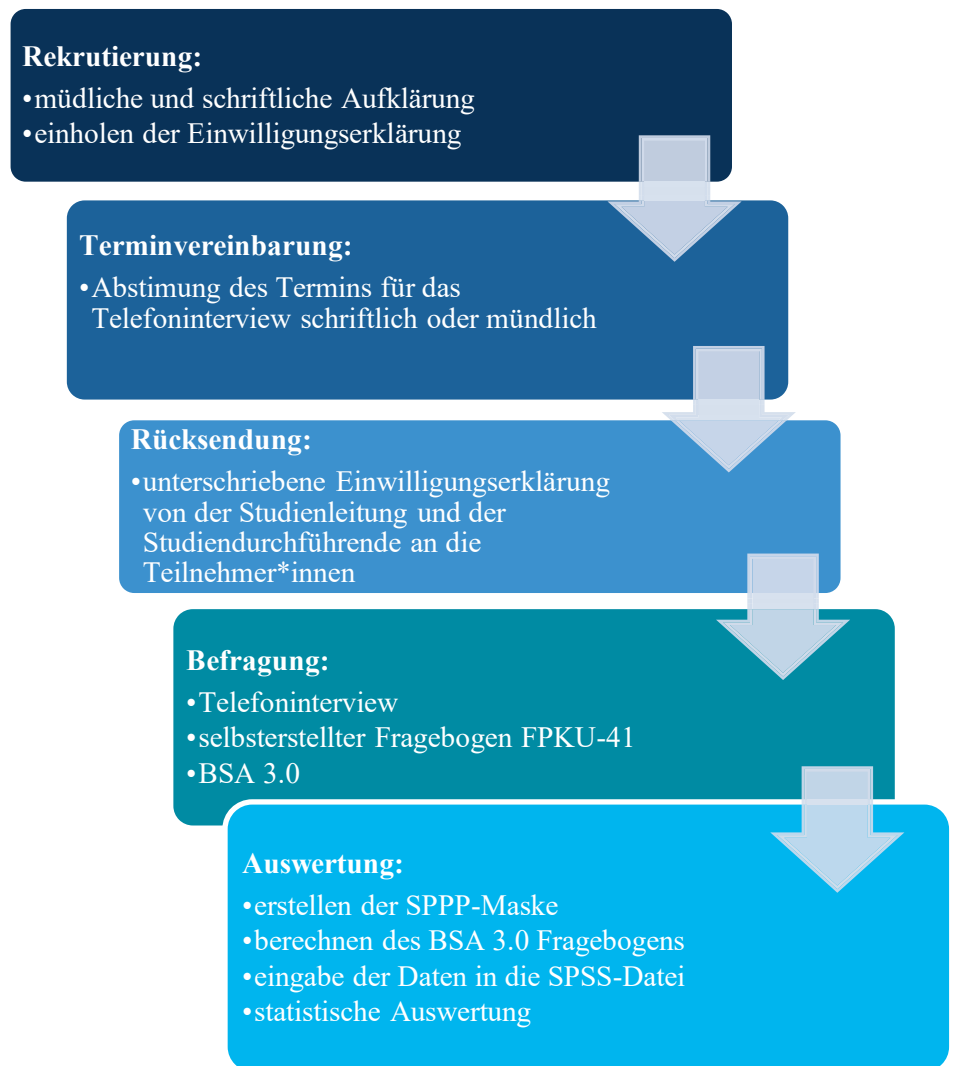 Rekrutierung:
•müdliche und schriftliche Aufklärung
•einholen der Einwilligungserklärung
Terminvereinbarung:
•Abstimung des Termins für das
Telefoninterview schriftlich oder mündlich
Rücksendung:
•unterschriebene Einwilligungserklärung
von der Studienleitung und der
Studiendurchführende an die
Teilnehmer*innen
Befragung:
•Telefoninterview
•selbsterstellter Fragebogen FPKU-41
•BSA 3.0
Auswertung:
•erstellen der SPPP-Maske
•berechnen des BSA 3.0 Fragebogens
•eingabe der Daten in die SPSS-Datei
•statistische Auswertung